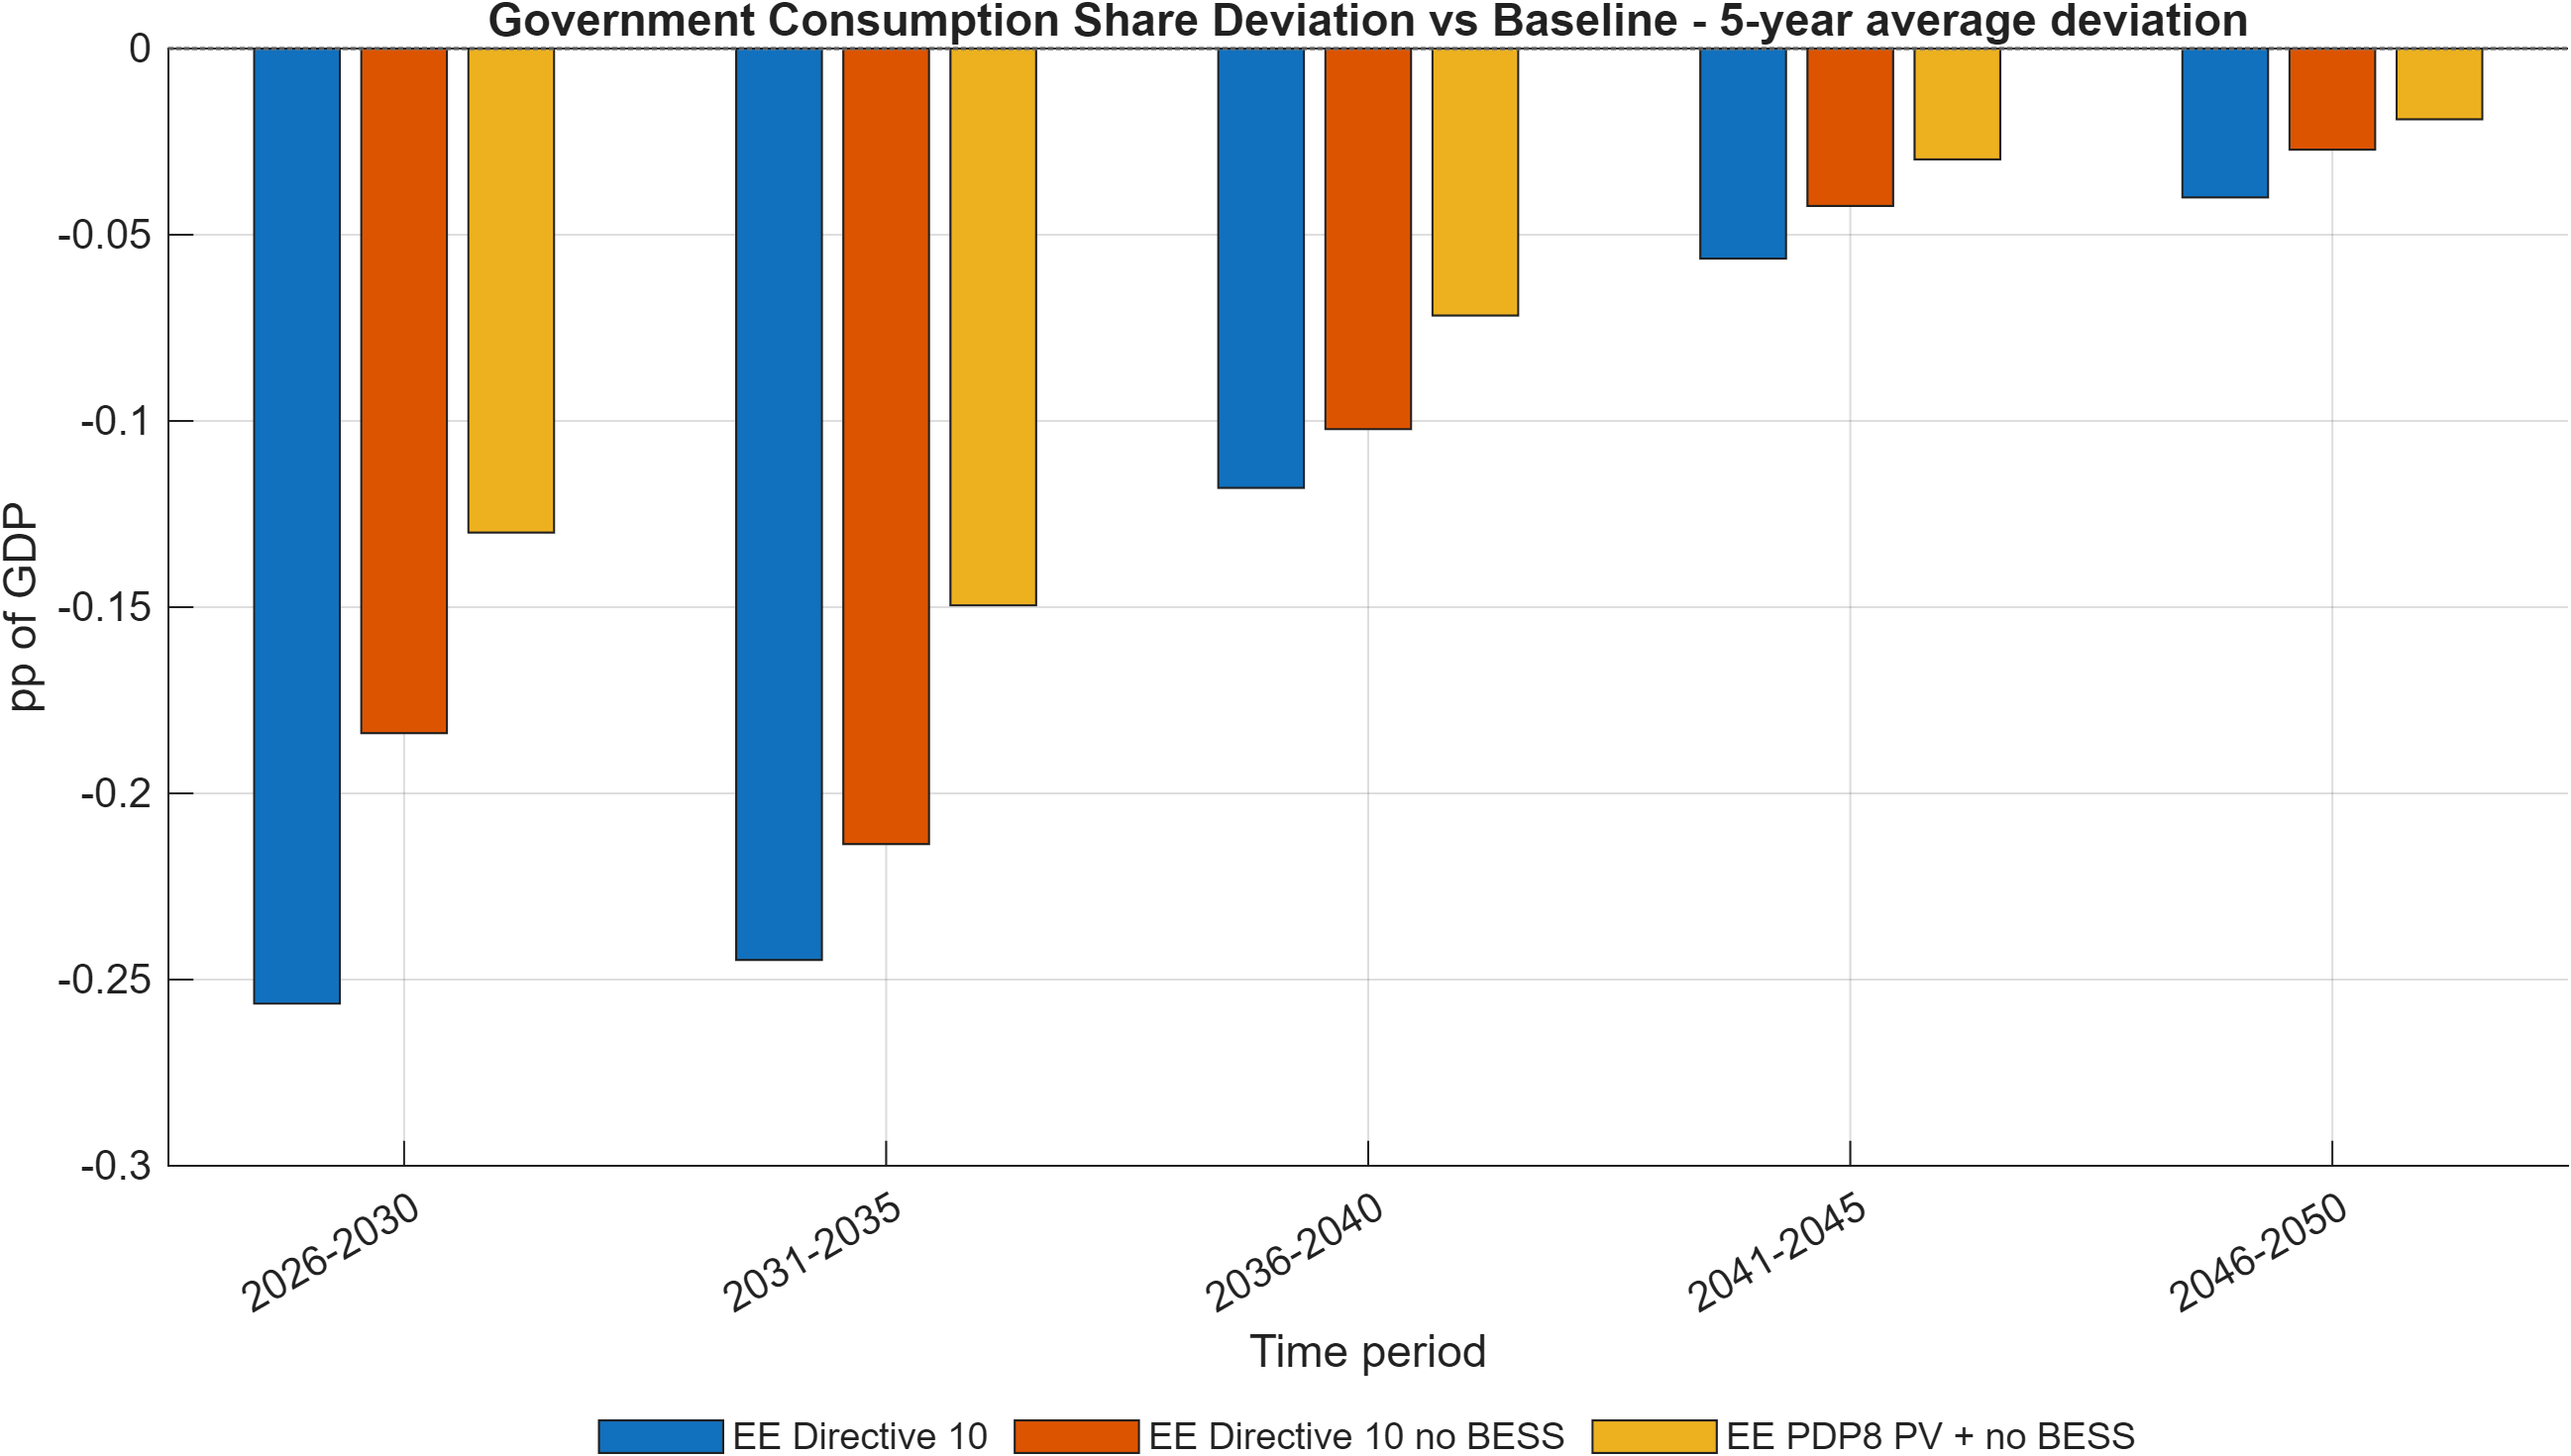 Government Consumption Share Deviation vs Baseline - 5-year average deviation
0
-0.05
-0.1
-0.15
-0.2
-0.25
-0.3
pp of GDP
2026-2030
2031-2035
2036-2040
2041-2045
2046-2050
Time period
EE Directive 10
EE Directive 10 no BESS
EE PDP8 PV + no BESS